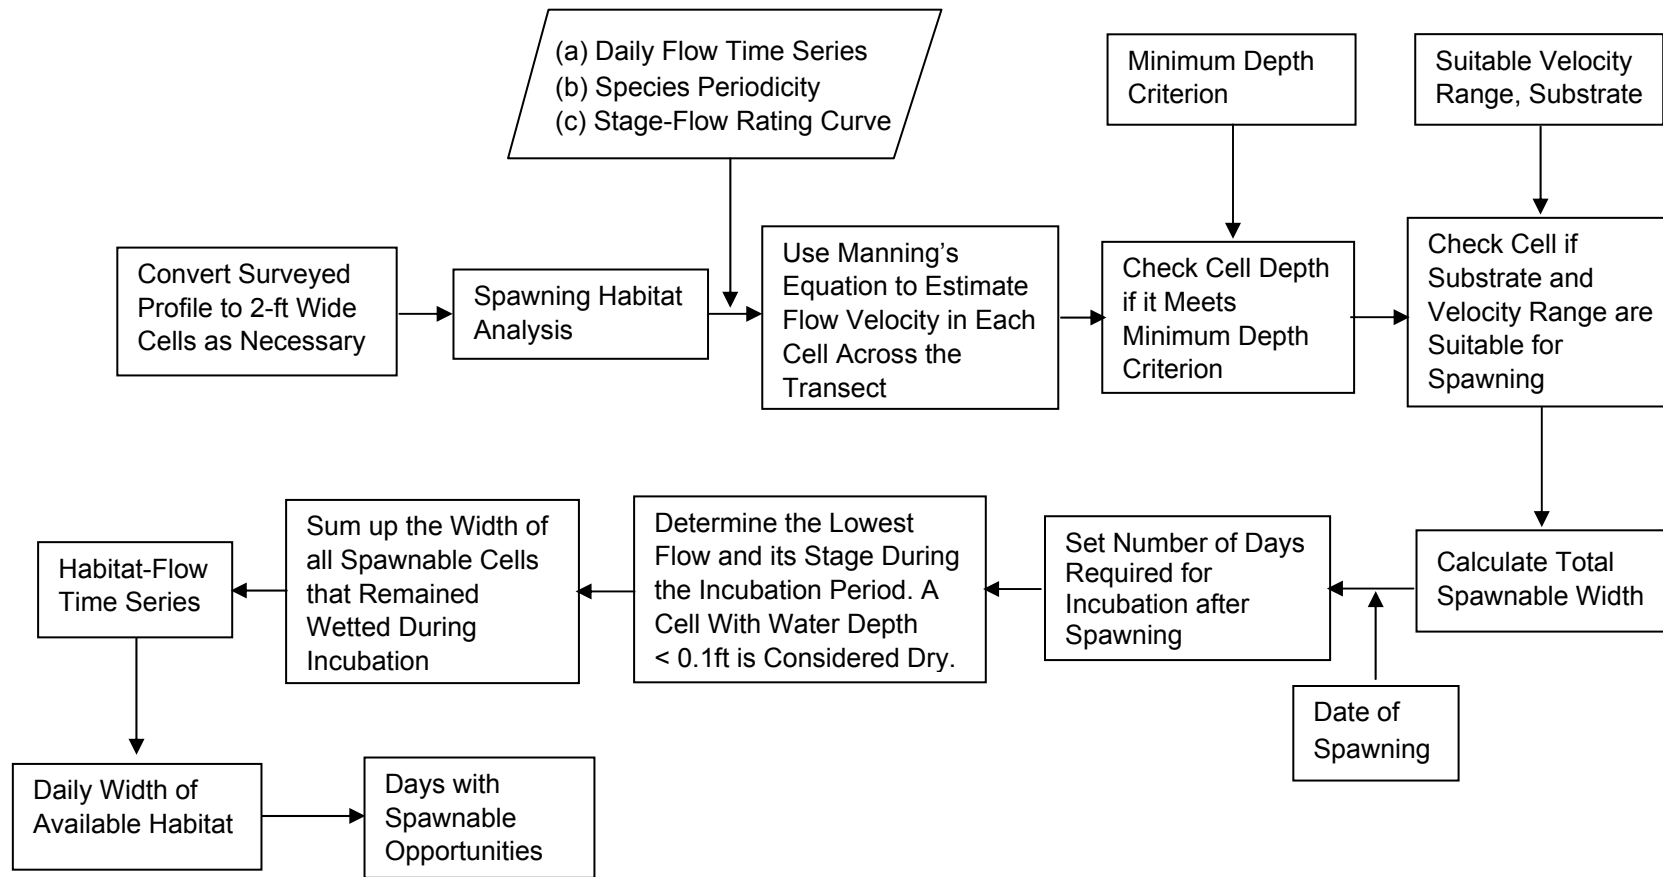 (a) Daily Flow Time Series
(b) Species Periodicity
(c) Stage-Flow Rating Curve
Minimum Depth
Criterion
Suitable Velocity
Range, Substrate
Convert Surveyed
Profile to 2-ft Wide
Cells as Necessary
Spawning Habitat
Analysis
Use Manning’s
Equation to Estimate
Flow Velocity in Each
Cell Across the
Transect
Check Cell Depth
if it Meets
Minimum Depth
Criterion
Check Cell if
Substrate and
Velocity Range are
Suitable for
Spawning
Calculate Total
Spawnable Width
Date of
Spawning
Set Number of Days
Required for
Incubation after
Spawning
Determine the Lowest
Flow and its Stage During
the Incubation Period. A
Cell With Water Depth
< 0.1ft is Considered Dry.
Sum up the Width of
all Spawnable Cells
that Remained
Wetted During
Incubation
Habitat-Flow
Time Series
Daily Width of
Available Habitat
Days with
Spawnable
Opportunities